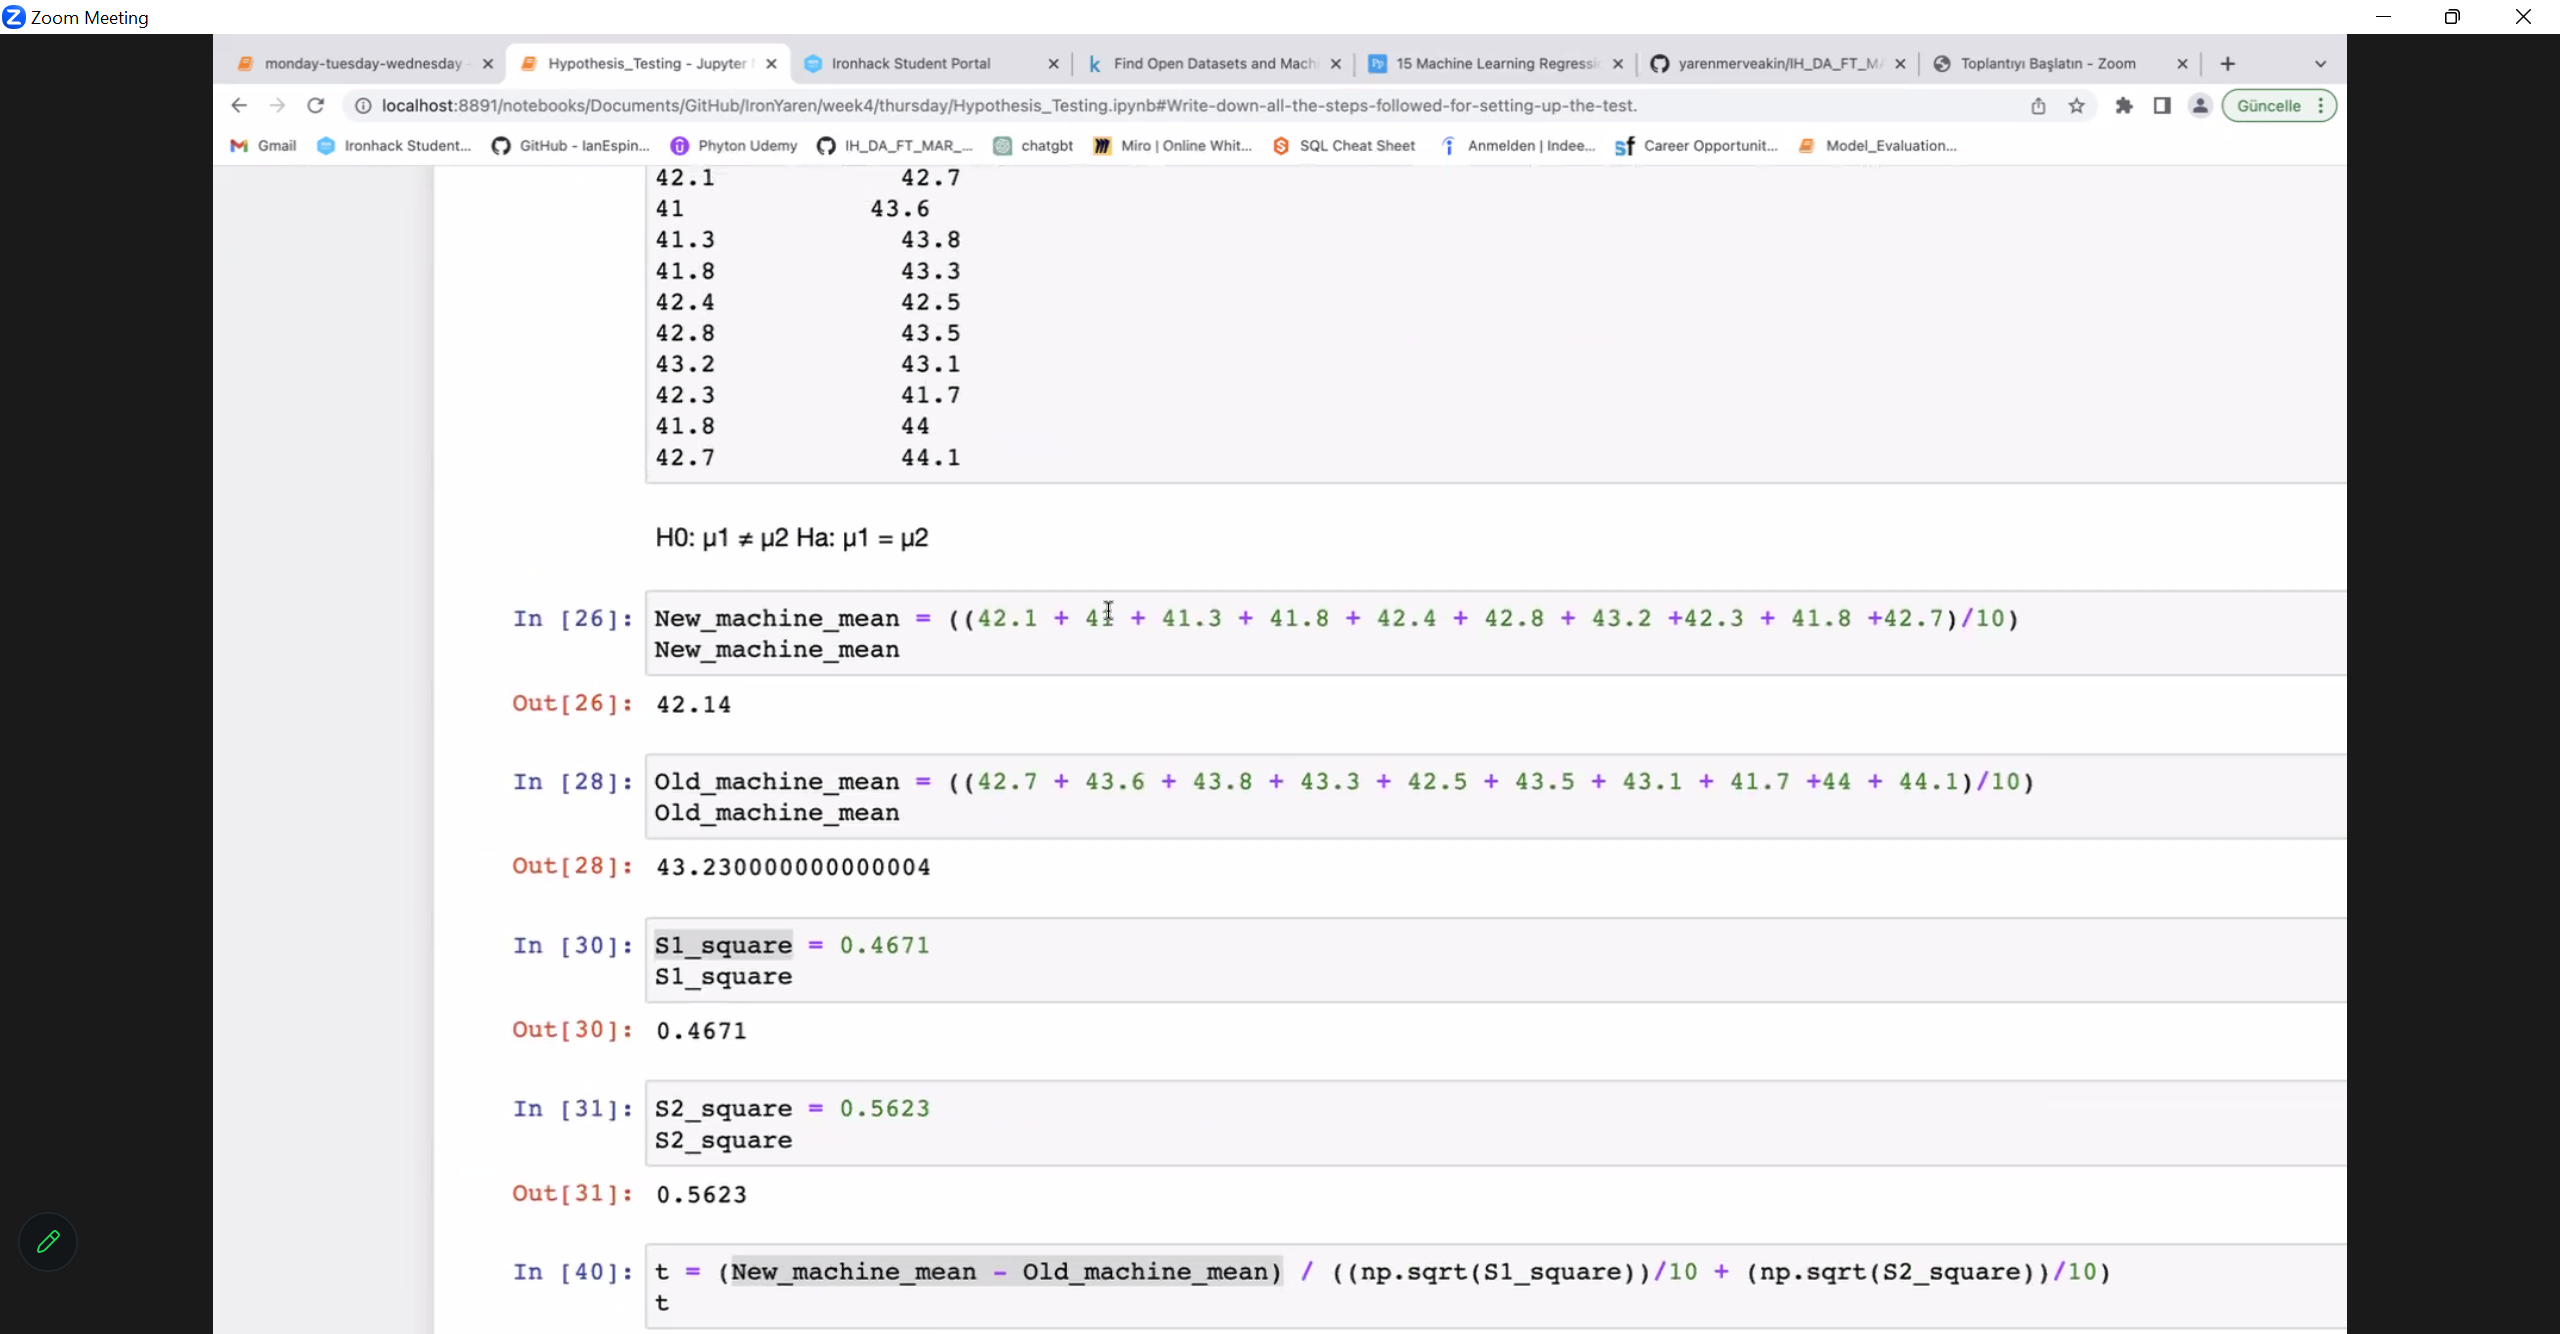 Zoom Meeting
monday-tuesday-wednesday
Hypothesis_Testing - Jupyter
Ironhack Student Portal
Find Open Datasets and Mach
15 Machine Learning Regressi
yarenmerveakin/IH_DA_FT_M
Toplantıyı Başlatın - Zoom
localhost:8891/notebooks/Documents/GitHub/IronYaren/week4/thursday/Hypothesis_Testing.ipynb#Write-down-all-the-steps-followed-for-setting-up-the-test.
Güncelle
Gmail
Ironhack Student...
GitHub - IanEspin...
Phyton Udemy
IH_DA_FT_MAR_...
chatgbt
Miro | Online Whit...
SQL Cheat Sheet
Anmelden | Indee...
Career Opportunit...
Model_Evaluation...
42.1 42.7
41 43.6
41.3 43.8
41.8 43.3
42.4 42.5
42.8 43.5
43.2 43.1
42.3 41.7
41.8 44
42.7 44.1
H0: μ1 ≠ μ2 Ha: μ1 = μ2
In [26]: New_machine_mean = ((42.1 + 41 + 41.3 + 41.8 + 42.4 + 42.8 + 43.2 +42.3 + 41.8 +42.7)/10)
New_machine_mean
Out[26]: 42.14
In [28]: Old_machine_mean = ((42.7 + 43.6 + 43.8 + 43.3 + 42.5 + 43.5 + 43.1 + 41.7 +44 + 44.1)/10)
Old_machine_mean
Out[28]: 43.230000000000004
In [30]: S1_square = 0.4671
S1_square
Out[30]: 0.4671
In [31]: S2_square = 0.5623
S2_square
Out[31]: 0.5623
In [40]: t = (New_machine_mean - Old_machine_mean) / ((np.sqrt(S1_square))/10 + (np.sqrt(S2_square))/10)
t